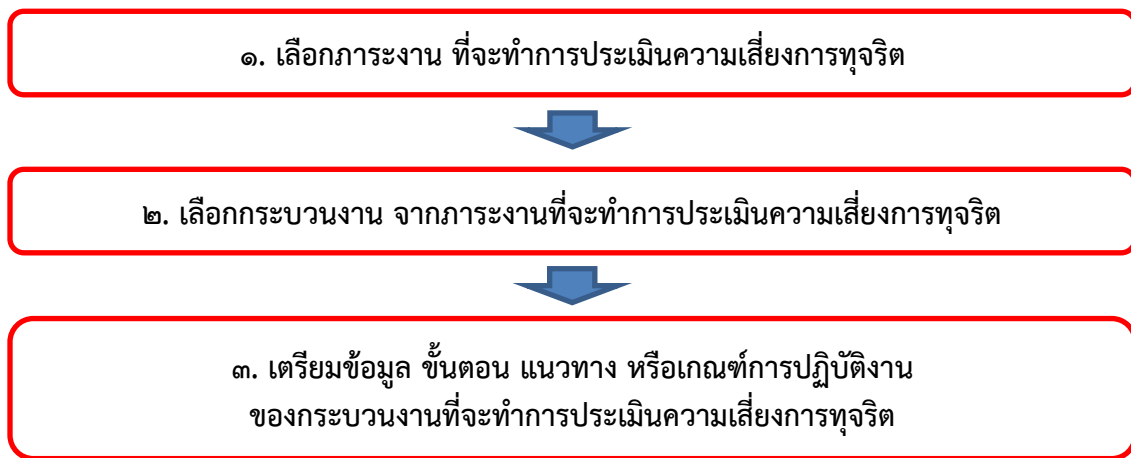 ๑. เลือกภาระงาน ที่จะทำการประเมินความเสี่ยงการทุจริต
๒. เลือกกระบวนงาน จากภาระงานที่จะทำการประเมินความเสี่ยงการทุจริต
๓. เตรียมข้อมูล ขั้นตอน แนวทาง หรือเกณฑ์การปฏิบัติงาน
ของกระบวนงานที่จะทำการประเมินความเสี่ยงการทุจริต